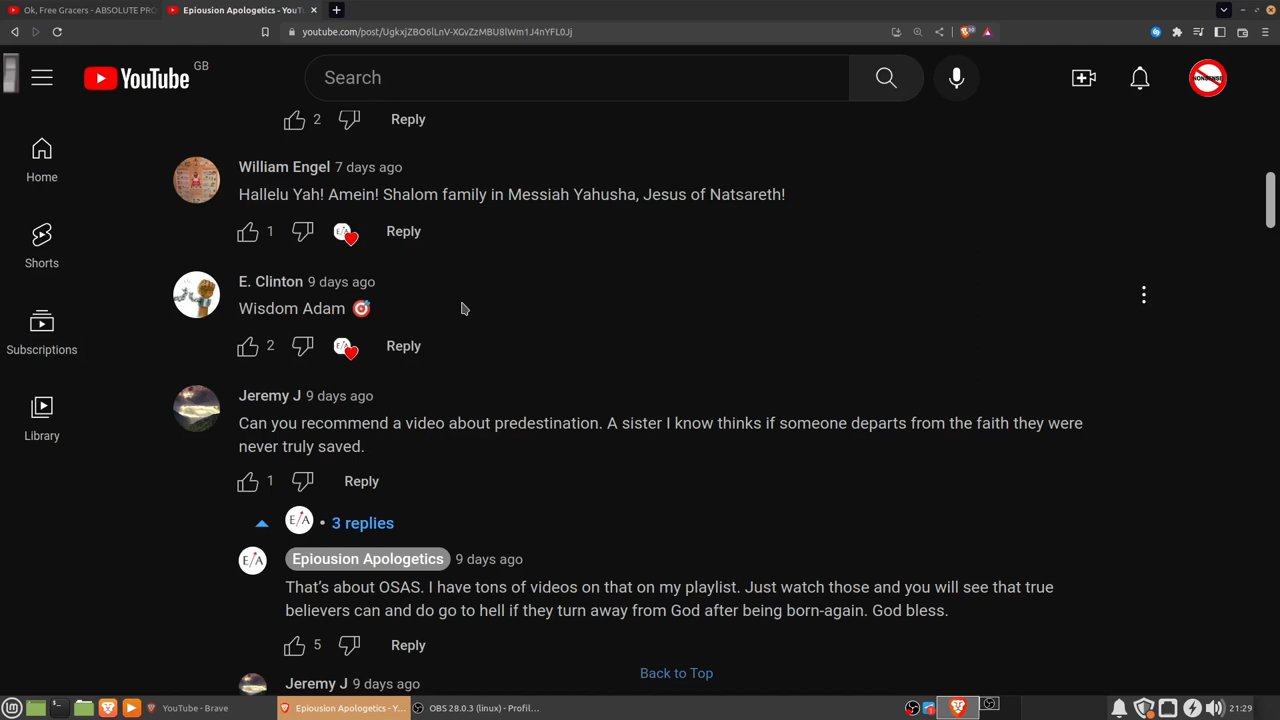 Ok, Free Gracers - ABSOLUTE PRO
Epiousion Apologetics - YouT
youtube.com/post/UgkxjZBO6lLnV-XGvZzMBU8lWm1J4nYFL0Jj
YouTube GB
Search
NONSENSE
2 Reply
Home
William Engel 7 days ago
Hallelu Yah! Amein! Shalom family in Messiah Yahusha, Jesus of Natsareth!
1 E/A Reply
Shorts
E. Clinton 9 days ago
Wisdom Adam 🎯
2 E/A Reply
Subscriptions
Jeremy J 9 days ago
Can you recommend a video about predestination. A sister I know thinks if someone departs from the faith they were
never truly saved.
Library
1 Reply
E/A • 3 replies
E/A Epiousion Apologetics 9 days ago
That's about OSAS. I have tons of videos on that on my playlist. Just watch those and you will see that true
believers can and do go to hell if they turn away from God after being born-again. God bless.
5 Reply
Back to Top
Jeremy J 9 days ago
YouTube - Brave
Epiousion Apologetics - Y...
OBS 28.0.3 (linux) - Profil...
21:29